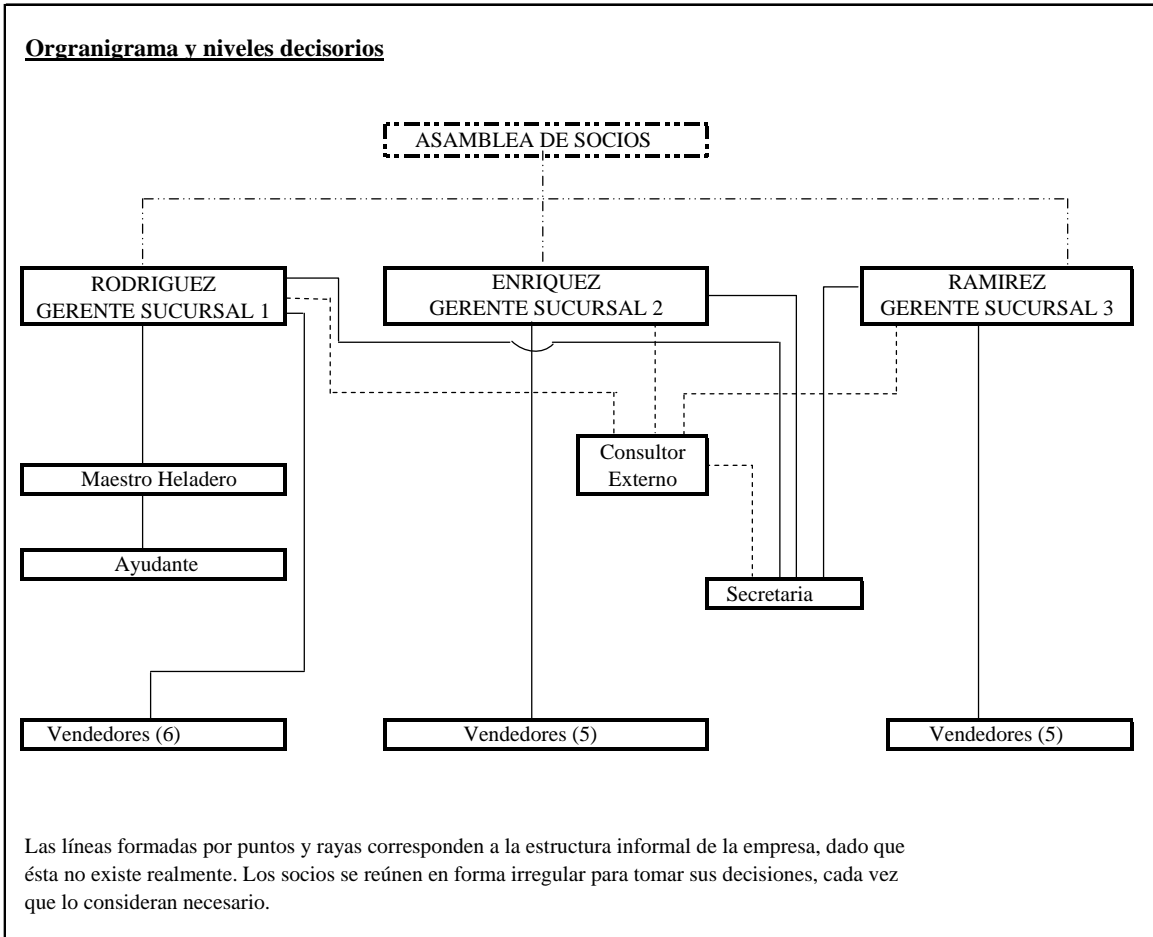 Orgranigrama y niveles decisorios
ASAMBLEA DE SOCIOS
RODRIGUEZ
GERENTE SUCURSAL 1
ENRIQUEZ
GERENTE SUCURSAL 2
RAMIREZ
GERENTE SUCURSAL 3
Consultor
Externo
Maestro Heladero
Ayudante
Secretaria
Vendedores (6)
Vendedores (5)
Vendedores (5)
Las líneas formadas por puntos y rayas corresponden a la estructura informal de la empresa, dado que
ésta no existe realmente. Los socios se reúnen en forma irregular para tomar sus decisiones, cada vez
que lo consideran necesario.